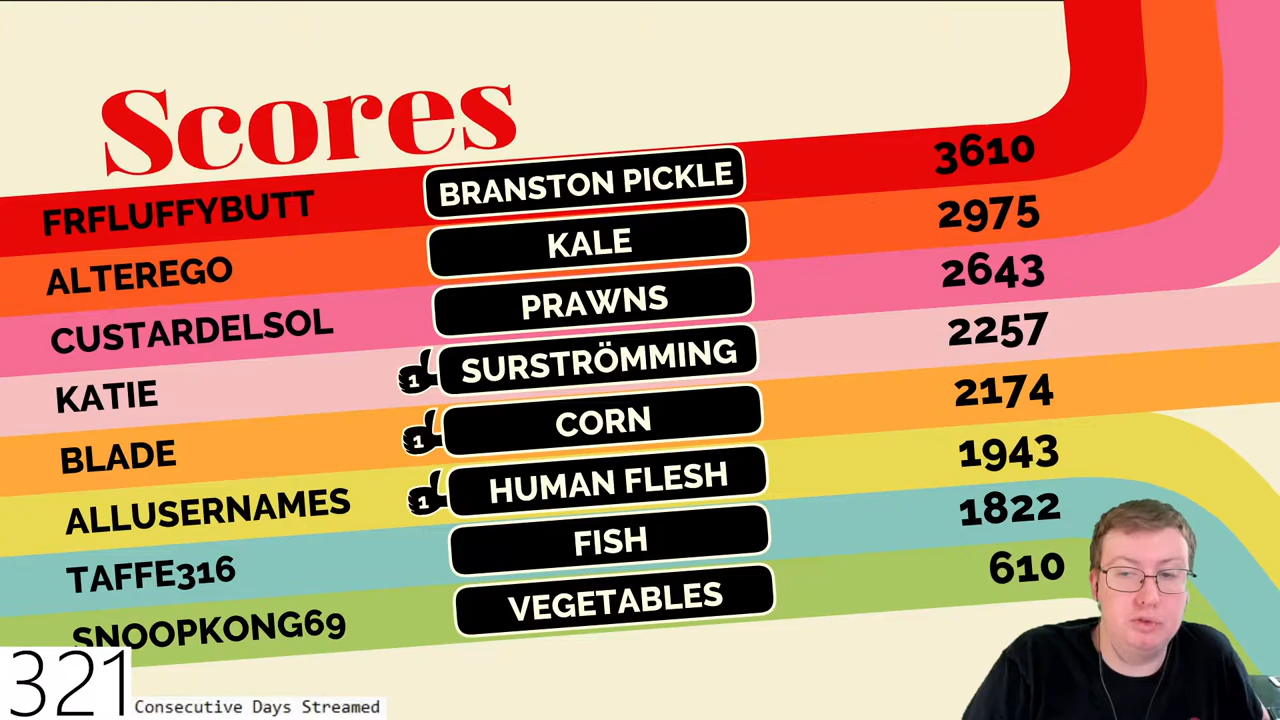 Scores
FRFLUFFYBUTT BRANSTON PICKLE 3610
ALTEREGO KALE 2975
CUSTARDELSOL PRAWNS 2643
KATIE 1 SURSTRÖMMING 2257
BLADE 1 CORN 2174
ALLUSERNAMES 1 HUMAN FLESH 1943
TAFFE316 FISH 1822
SNOOPKONG69 VEGETABLES 610
321 Consecutive Days Streamed